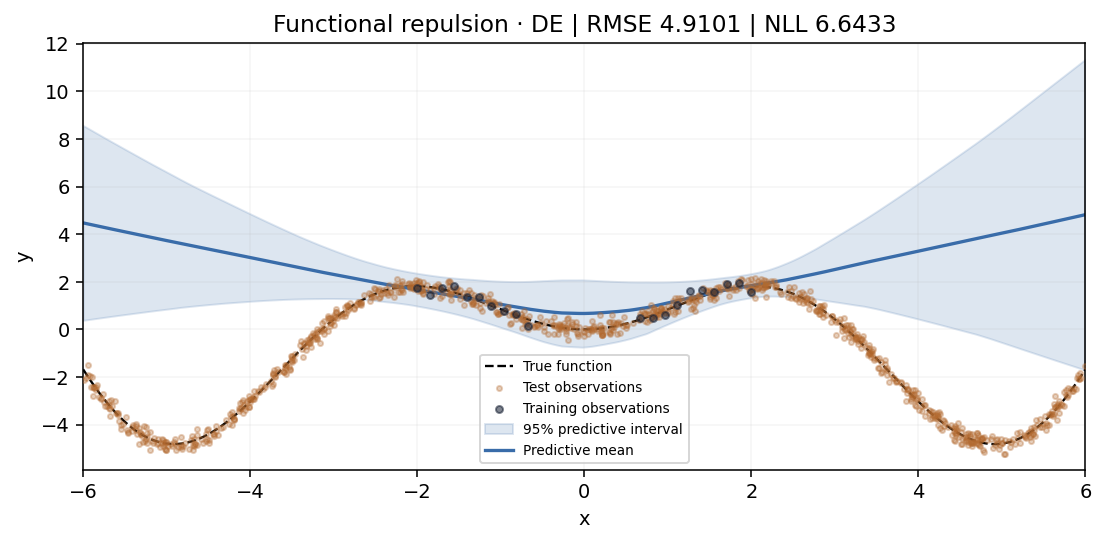 Functional repulsion · DE | RMSE 4.9101 | NLL 6.6433
12
10
8
6
4
2
0
−2
−4
y
True function
Test observations
Training observations
95% predictive interval
Predictive mean
−6 −4 −2 0 2 4 6
x